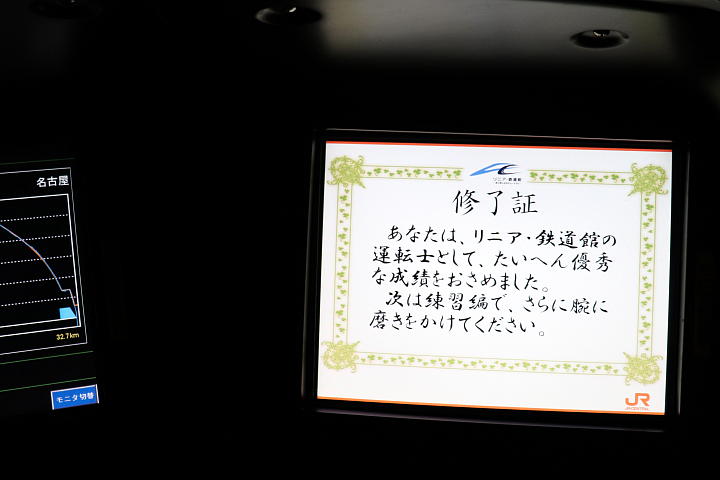 名古屋
32.7km
モニタ切替
リニア・鉄道館
修了証
あなたは、リニア・鉄道館の
運転士として、たいへん優秀
な成績をおさめました。
次は練習編で、さらに腕に
磨きをかけてください。
JR
JR CENTRAL